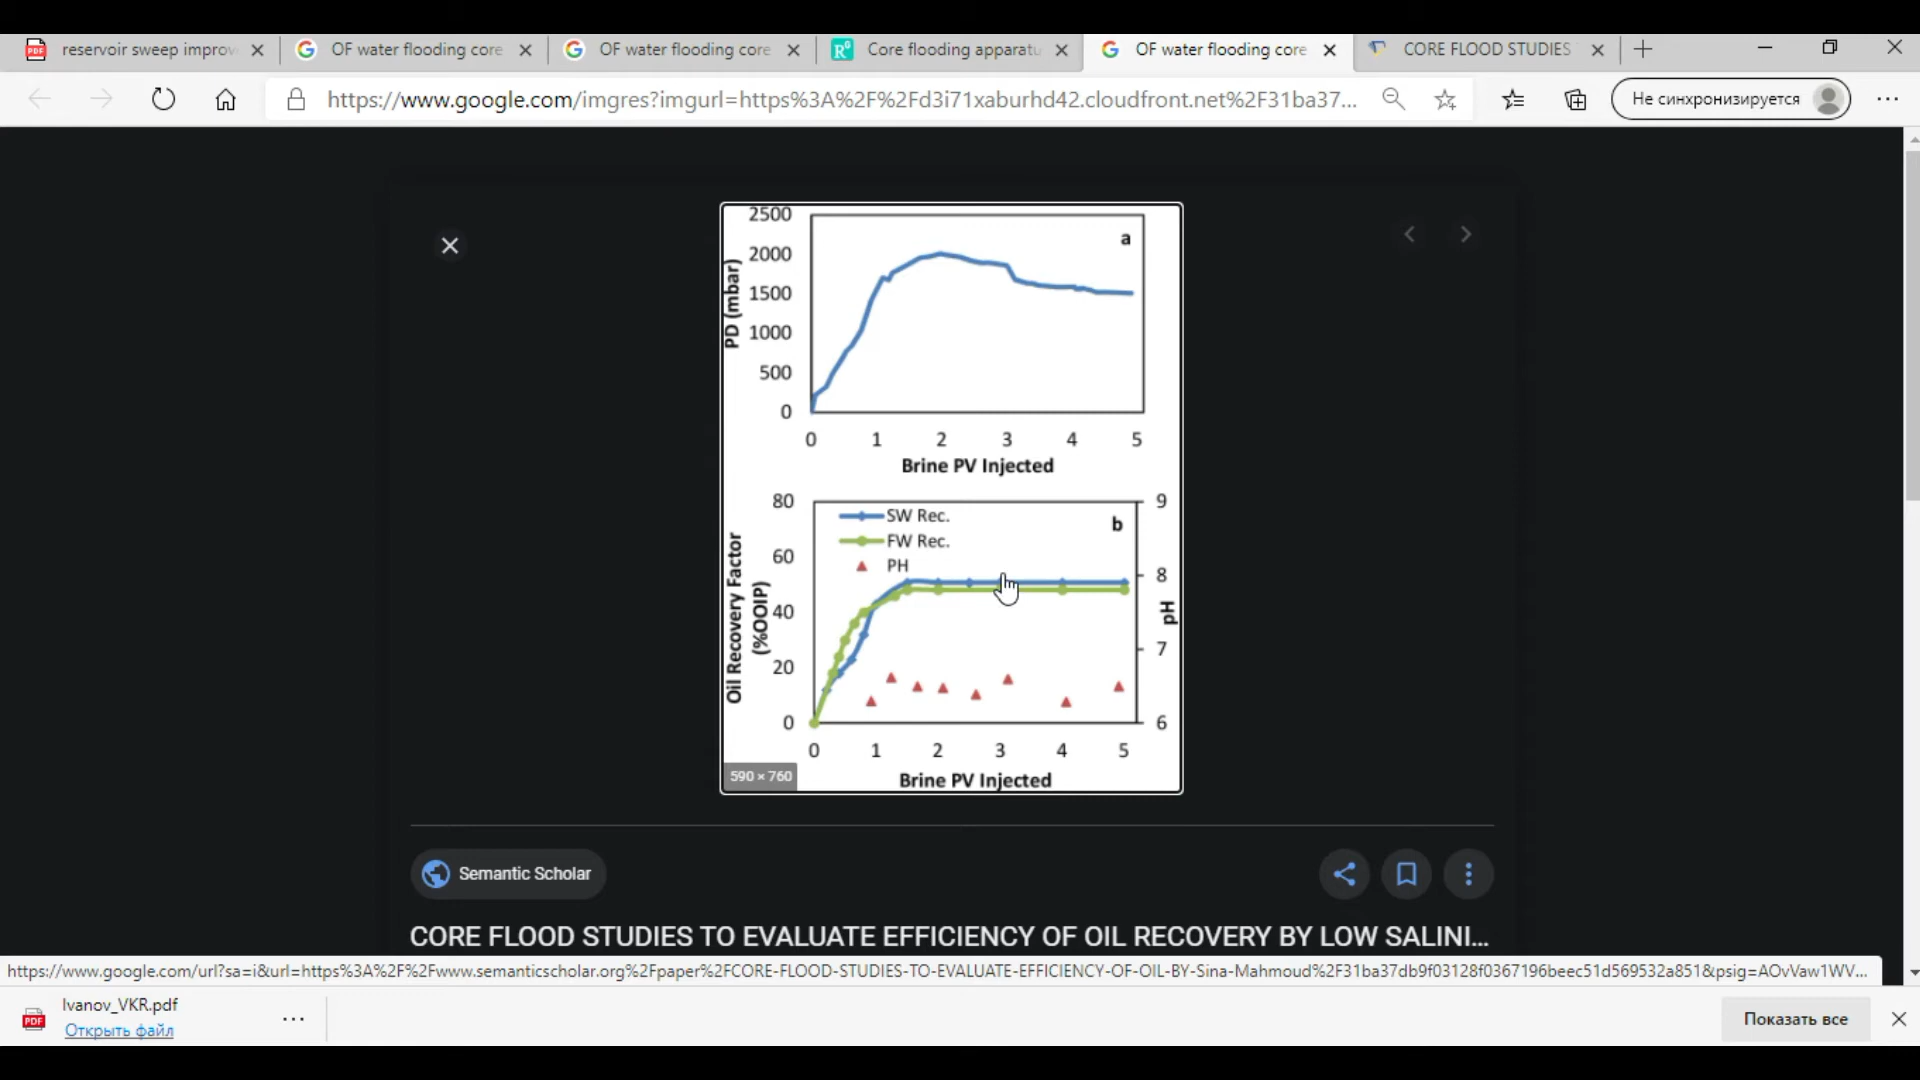 reservoir sweep improv
OF water flooding core
OF water flooding core
Core flooding apparatu
OF water flooding core
CORE FLOOD STUDIES
https://www.google.com/imgres?imgurl=https%3A%2F%2Fd3i71xaburhd42.cloudfront.net%2F31ba37...
Не синхронизируется
2500
2000
1500
1000
500
0
PD (mbar)
a
0 1 2 3 4 5
Brine PV Injected
80
60
40
20
0
Oil Recovery Factor
(%OOIP)
SW Rec.
FW Rec.
PH
b
9
8
7
6
pH
0 1 2 3 4 5
Brine PV Injected
590 × 760
Semantic Scholar
CORE FLOOD STUDIES TO EVALUATE EFFICIENCY OF OIL RECOVERY BY LOW SALINI...
https://www.google.com/url?sa=i&url=https%3A%2F%2Fwww.semanticscholar.org%2Fpaper%2FCORE-FLOOD-STUDIES-TO-EVALUATE-EFFICIENCY-OF-OIL-BY-Sina-Mahmoud%2F31ba37db9f03128f0367196beec51d569532a851&psig=AOvVaw1WV...
Ivanov_VKR.pdf
Открыть файл
Показать все